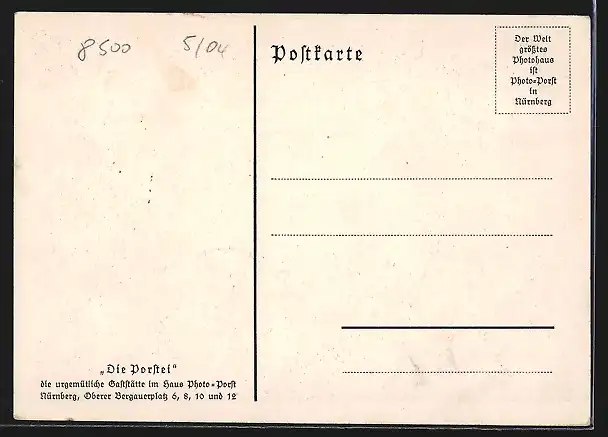 8500
5/04
Postkarte
Der Welt
größtes
Photohaus
ist
Photo-Porst
in
Nürnberg
„Die Porstei“
die urgemütliche Gaststätte im Haus Photo-Porst
Nürnberg, Oberer Bergauerplatz 6, 8, 10 und 12